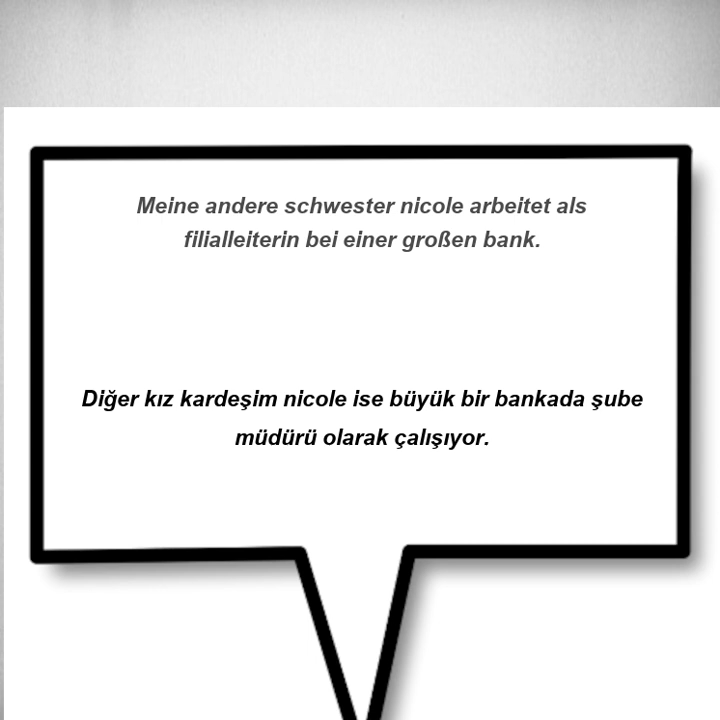 Meine andere schwester nicole arbeitet als
filialleiterin bei einer großen bank.
Diğer kız kardeşim nicole ise büyük bir bankada şube
müdürü olarak çalışıyor.